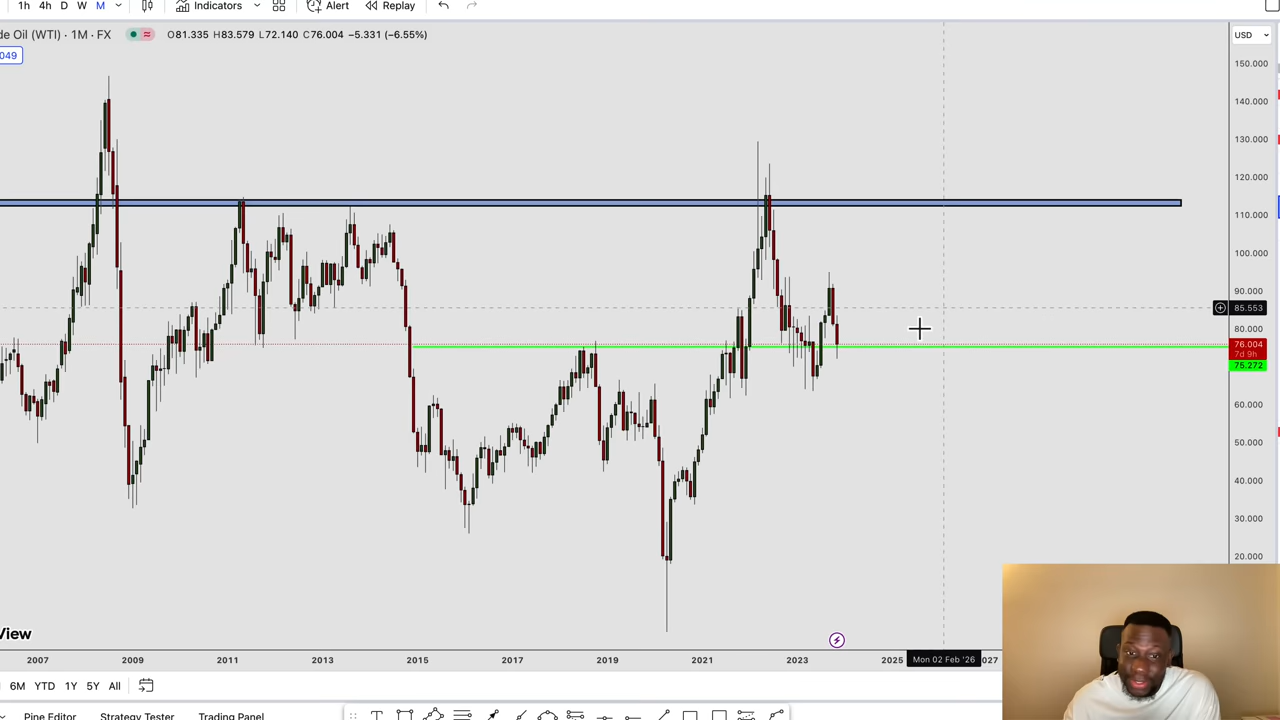 1h 4h D W M Indicators Alert Replay
de Oil (WTI) · 1M · FX O81.335 H83.579 L72.140 C76.004 −5.331 (−6.55%) USD
049
150.000
140.000
130.000
120.000
110.000
100.000
90.000
85.553
80.000
76.004
7d 9h
75.272
60.000
50.000
40.000
30.000
20.000
View
2007 2009 2011 2013 2015 2017 2019 2021 2023 2025 Mon 02 Feb '26 027
6M YTD 1Y 5Y All
Pine Editor Strategy Tester Trading Panel